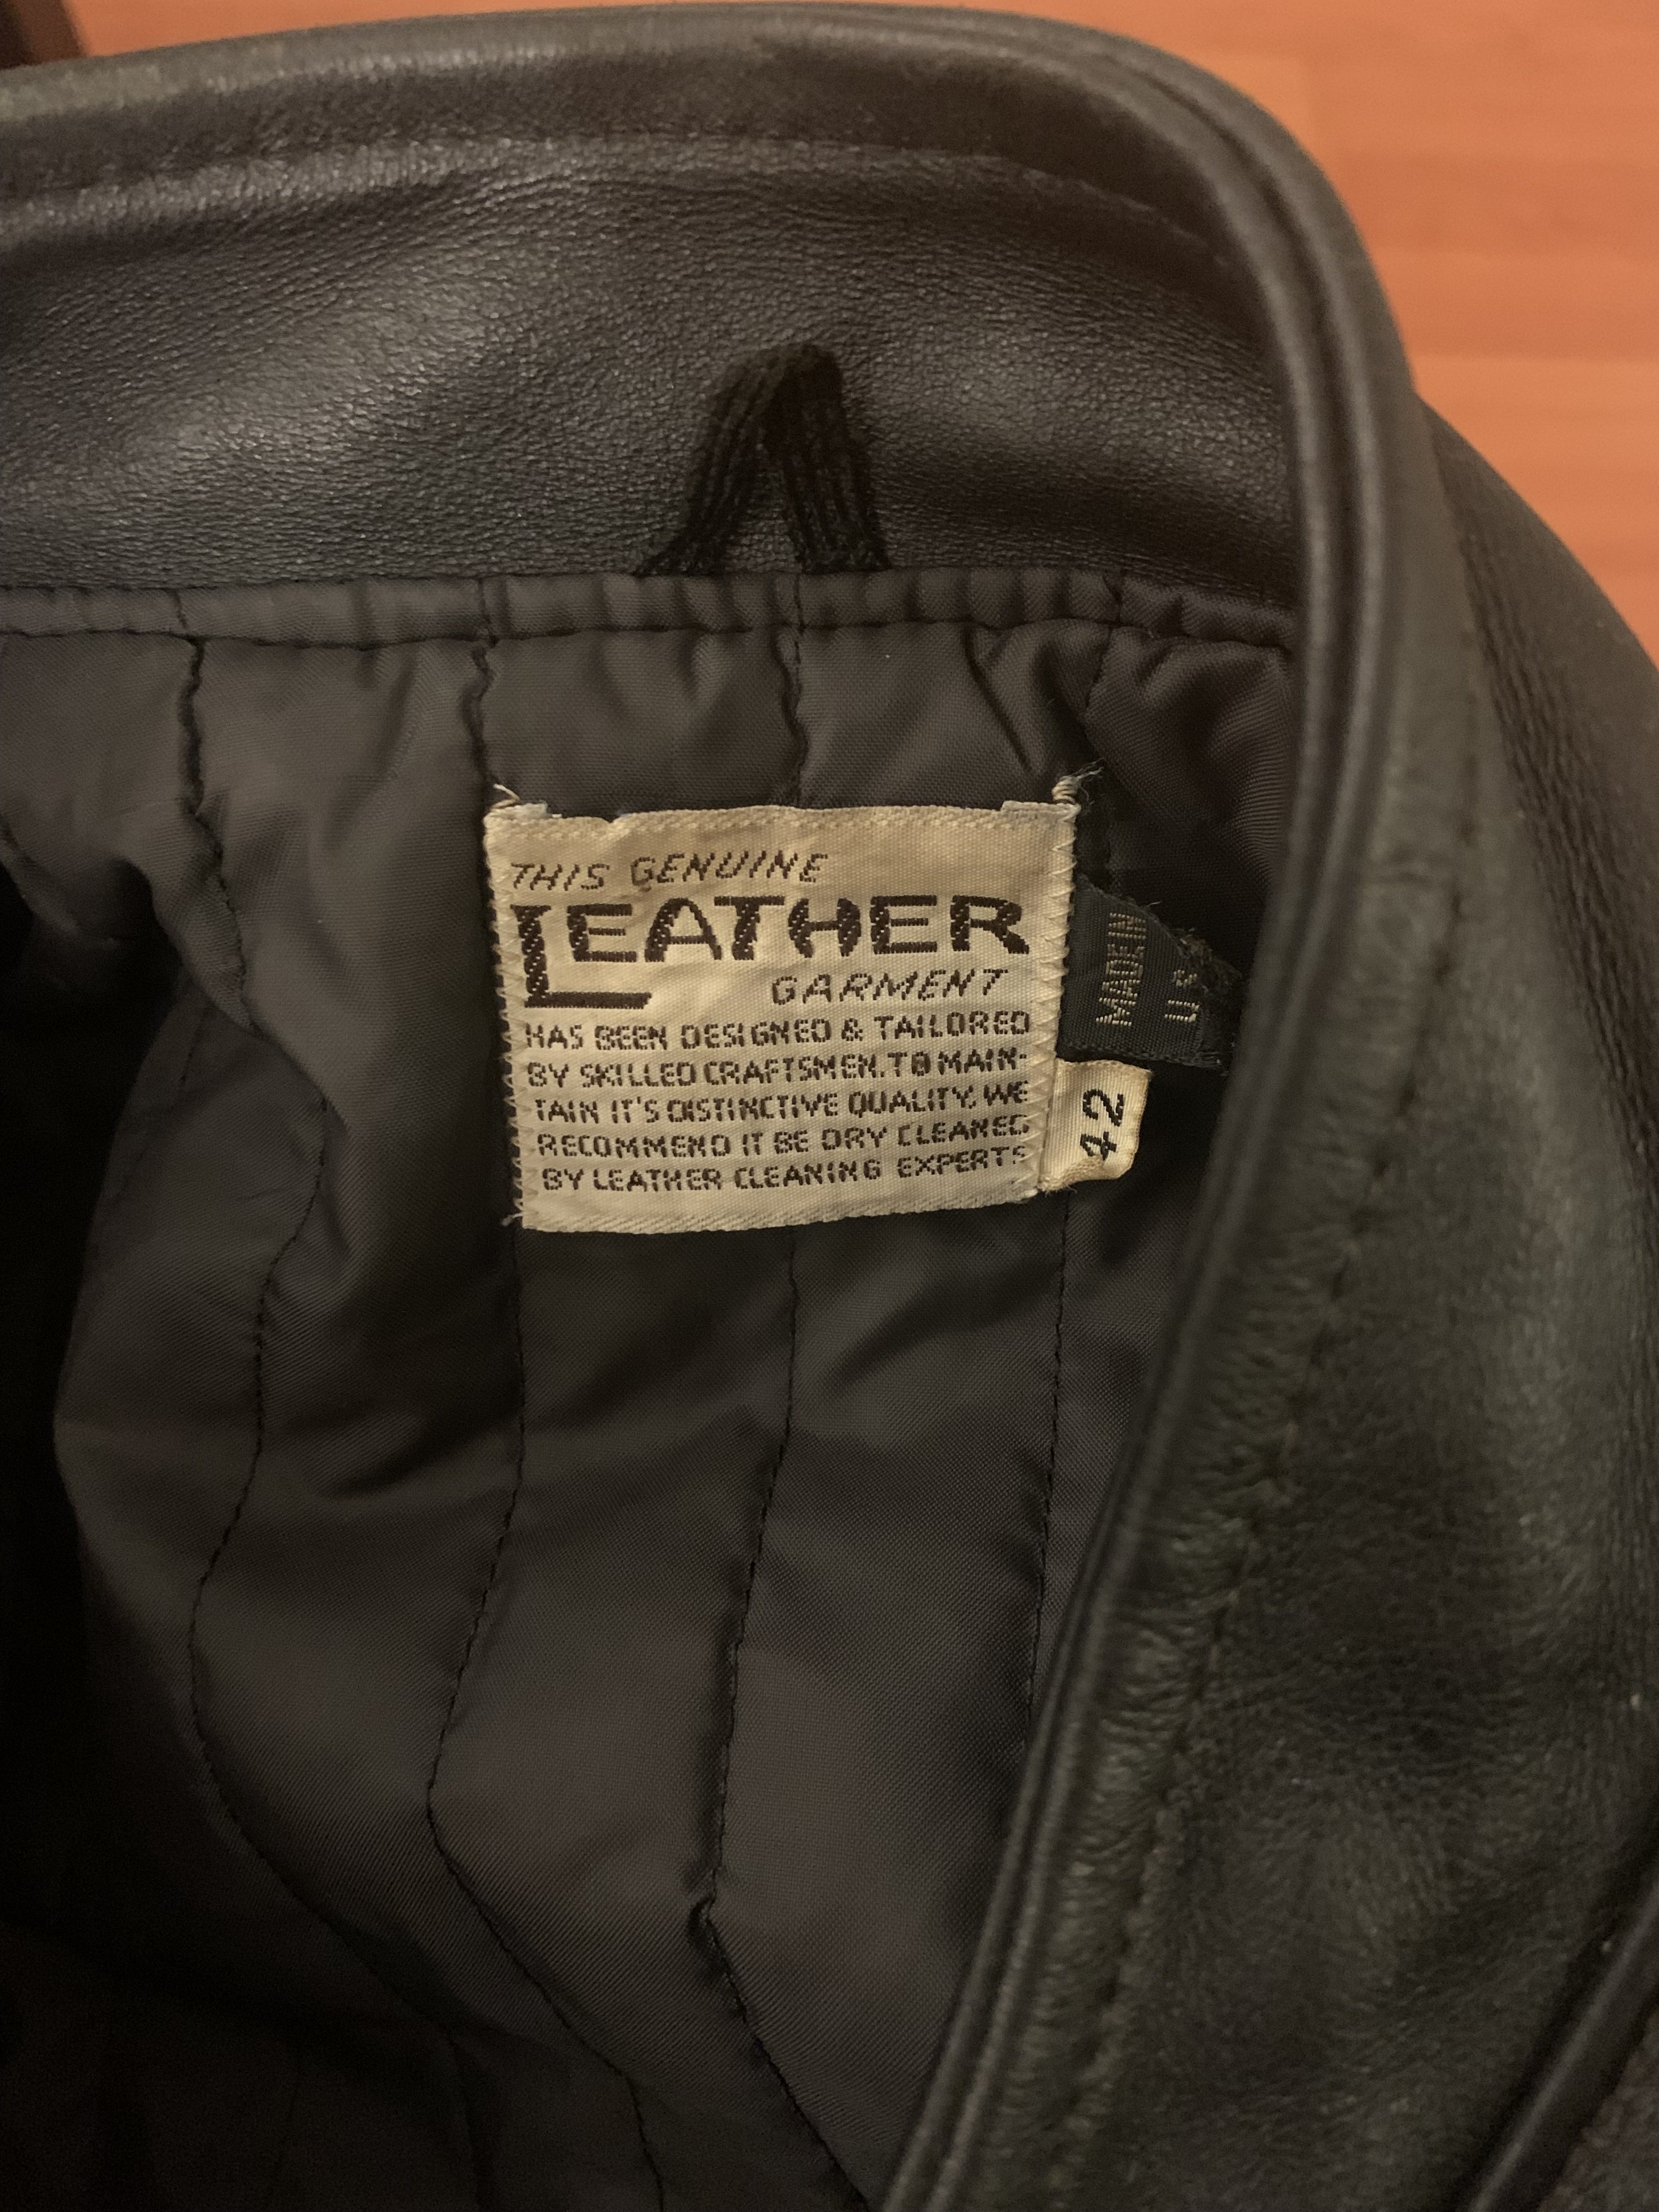 THIS GENUINE
LEATHER
GARMENT
HAS BEEN DESIGNED & TAILORED
BY SKILLED CRAFTSMEN. TO MAIN-
TAIN IT'S DISTINCTIVE QUALITY, WE
RECOMMEND IT BE DRY CLEANED
BY LEATHER CLEANING EXPERTS
MADE IN
U S
42